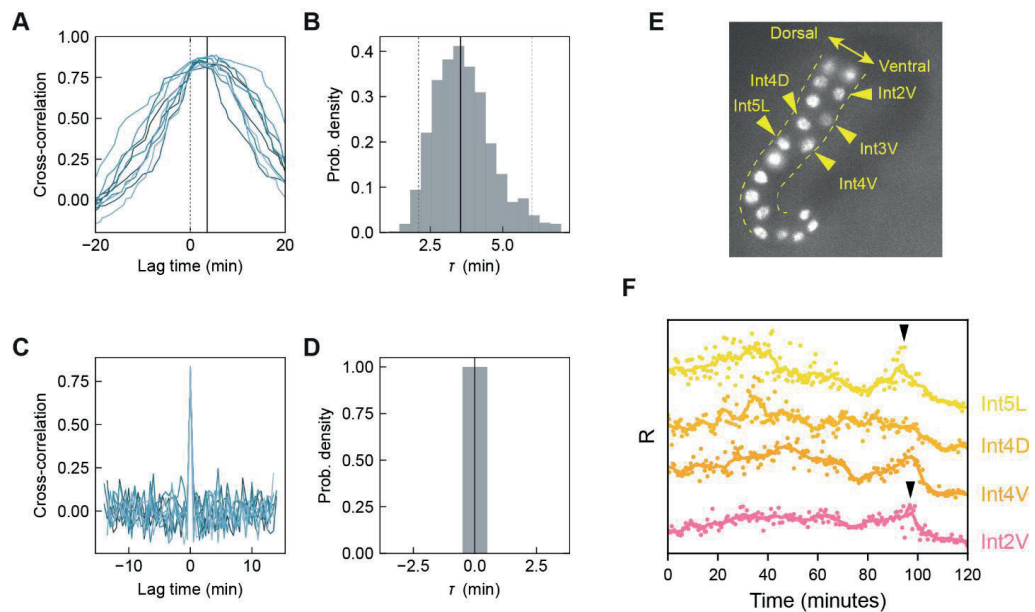 A
1.00
0.75
0.50
0.25
0.00
−20
0
20
Cross-correlation
Lag time (min)
B
0.4
0.3
0.2
0.1
0.0
2.5
5.0
Prob. density
τ (min)
E
Dorsal
Ventral
Int4D
Int2V
Int5L
Int3V
Int4V
C
0.75
0.50
0.25
0.00
−10
0
10
Cross-correlation
Lag time (min)
D
1.00
0.75
0.50
0.25
0.00
−2.5
0.0
2.5
Prob. density
τ (min)
F
R
Int5L
Int4D
Int4V
Int2V
0
20
40
60
80
100
120
Time (minutes)